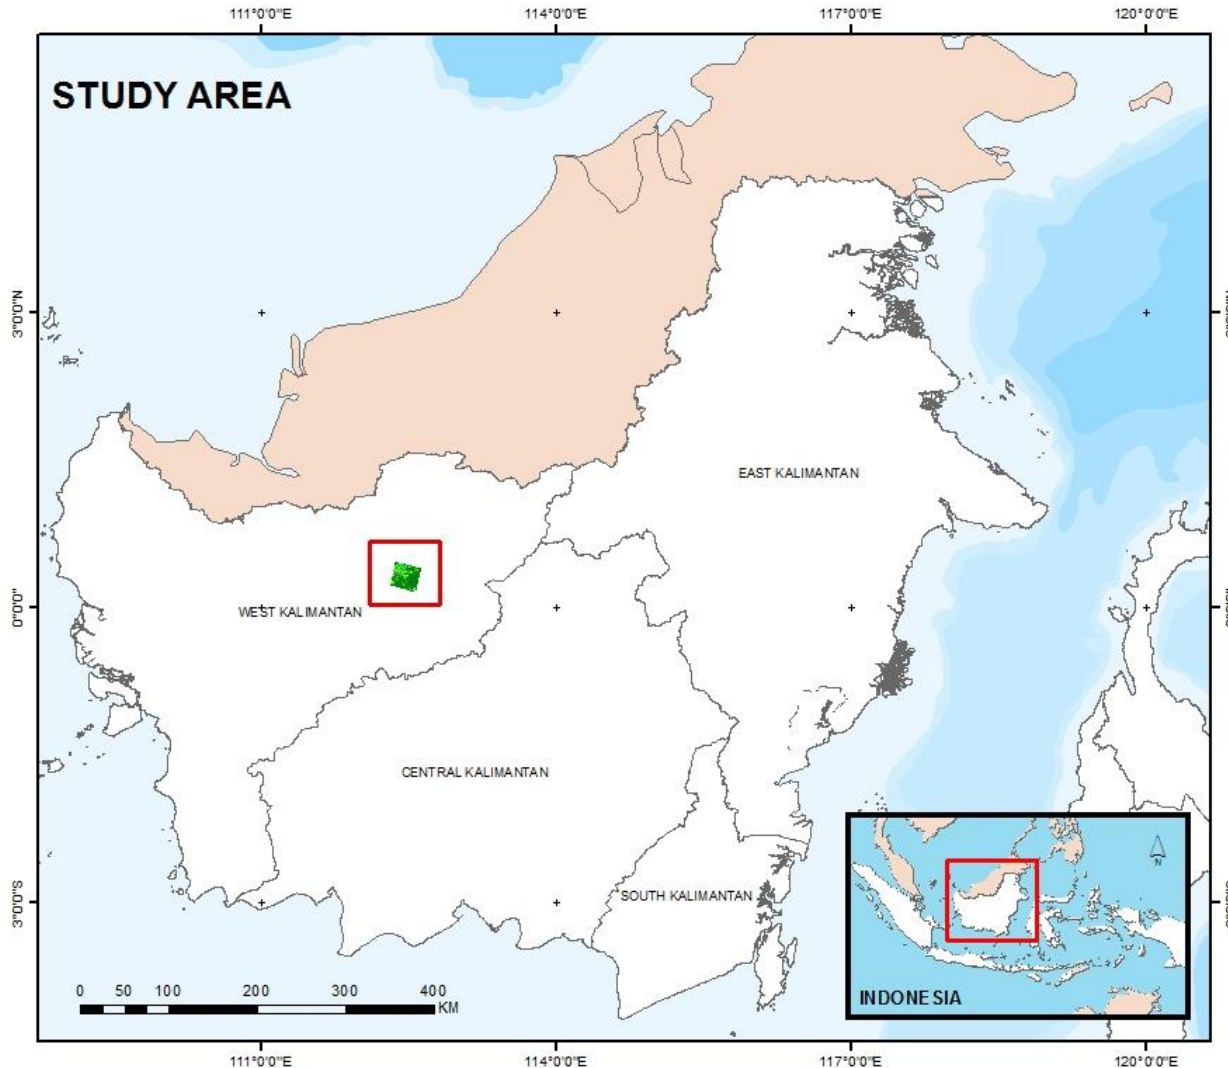 111°0'0"E 114°0'0"E 117°0'0"E 120°0'0"E
STUDY AREA
3°0'0"N
EAST KALIMANTAN
0°0'0"
WEST KALIMANTAN
CENTRAL KALIMANTAN
SOUTH KALIMANTAN
3°0'0"S
N
INDONESIA
0 50 100 200 300 400
KM
111°0'0"E 114°0'0"E 117°0'0"E 120°0'0"E